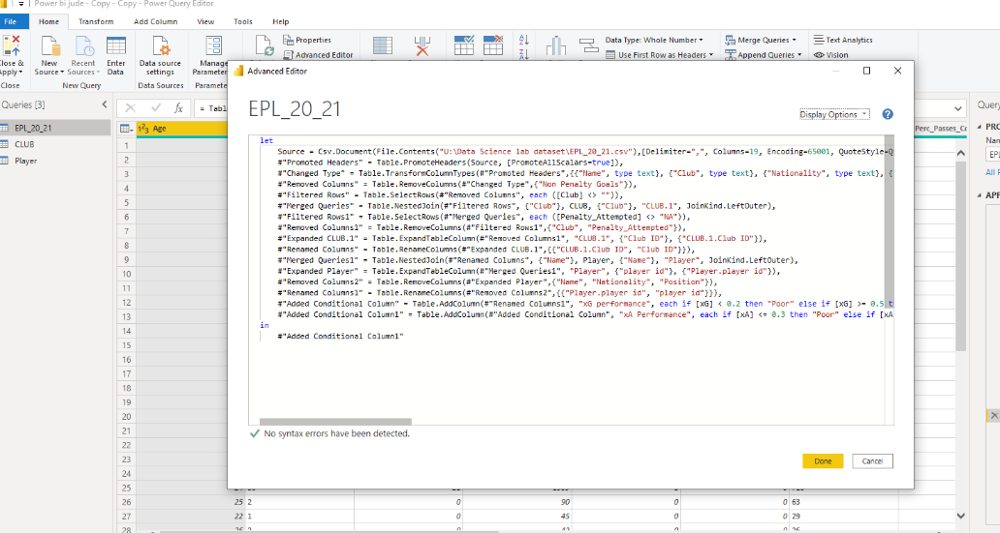 Power bi jude - Copy - Copy - Power Query Editor
File Home Transform Add Column View Tools Help
Close &
Apply
New
Source
Recent
Sources
Enter
Data
Data source
settings
Manage
Parameter
Properties
Advanced Editor
Data Type: Whole Number
Use First Row as Headers
Merge Queries
Append Queries
Text Analytics
Vision
Close New Query Data Sources Paramete
Queries [3]
EPL_20_21
CLUB
Player
fx = Tabl
1²3 Age
Perc_Passes_Co
Query
PRO
Nam
EPL
All P
APP
Advanced Editor
EPL_20_21
Display Options
let
Source = Csv.Document(File.Contents("U:\Data Science lab dataset\EPL_20_21.csv"),[Delimiter=",", Columns=19, Encoding=65001, QuoteStyle=Q
#"Promoted Headers" = Table.PromoteHeaders(Source, [PromoteAllScalars=true]),
#"Changed Type" = Table.TransformColumnTypes(#"Promoted Headers",{{"Name", type text}, {"Club", type text}, {"Nationality", type text}, {
#"Removed Columns" = Table.RemoveColumns(#"Changed Type",{"Non Penalty Goals"}),
#"Filtered Rows" = Table.SelectRows(#"Removed Columns", each ([Club] <> "")),
#"Merged Queries" = Table.NestedJoin(#"Filtered Rows", {"Club"}, CLUB, {"Club"}, "CLUB.1", JoinKind.LeftOuter),
#"Filtered Rows1" = Table.SelectRows(#"Merged Queries", each ([Penalty_Attempted] <> "NA")),
#"Removed Columns1" = Table.RemoveColumns(#"Filtered Rows1",{"Club", "Penalty_Attempted"}),
#"Expanded CLUB.1" = Table.ExpandTableColumn(#"Removed Columns1", "CLUB.1", {"Club ID"}, {"CLUB.1.Club ID"}),
#"Renamed Columns" = Table.RenameColumns(#"Expanded CLUB.1",{{"CLUB.1.Club ID", "Club ID"}}),
#"Merged Queries1" = Table.NestedJoin(#"Renamed Columns", {"Name"}, Player, {"Name"}, "Player", JoinKind.LeftOuter),
#"Expanded Player" = Table.ExpandTableColumn(#"Merged Queries1", "Player", {"player id"}, {"Player.player id"}),
#"Removed Columns2" = Table.RemoveColumns(#"Expanded Player",{"Name", "Nationality", "Position"}),
#"Renamed Columns1" = Table.RenameColumns(#"Removed Columns2",{{"Player.player id", "player id"}}),
#"Added Conditional Column" = Table.AddColumn(#"Renamed Columns1", "xG performance", each if [xG] < 0.2 then "Poor" else if [xG] >= 0.5 t
#"Added Conditional Column1" = Table.AddColumn(#"Added Conditional Column", "xA Performance", each if [xA] <= 0.3 then "Poor" else if [xA
in
#"Added Conditional Column1"
No syntax errors have been detected.
Done Cancel
1
2
3
4
5
6
7
8
9
10
11
12
13
14
15
16
17
18
19
20
21
22
23
24
25
26 25 2 0 90 0 0 63
27 22 1 0 45 0 0 29
28